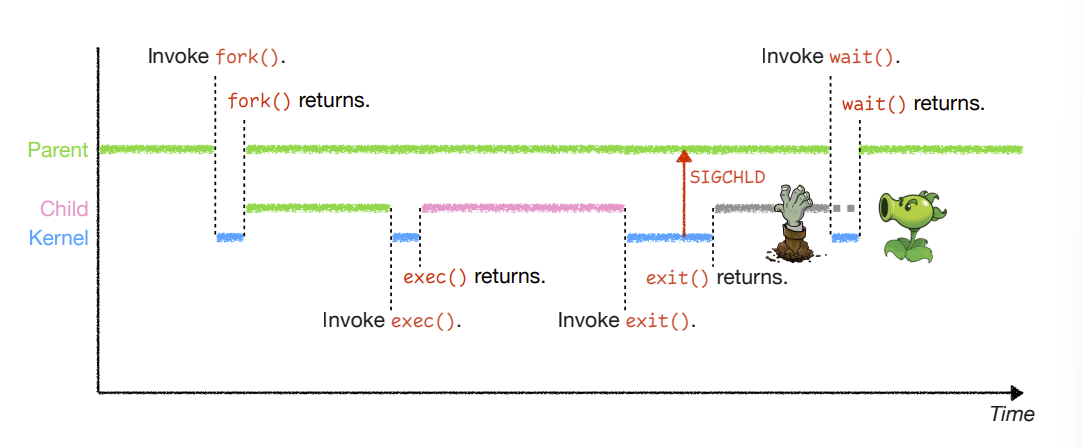 Invoke fork().
Invoke wait().
fork() returns.
wait() returns.
Parent
SIGCHLD
Child
Kernel
exec() returns.
exit() returns.
Invoke exec().
Invoke exit().
Time